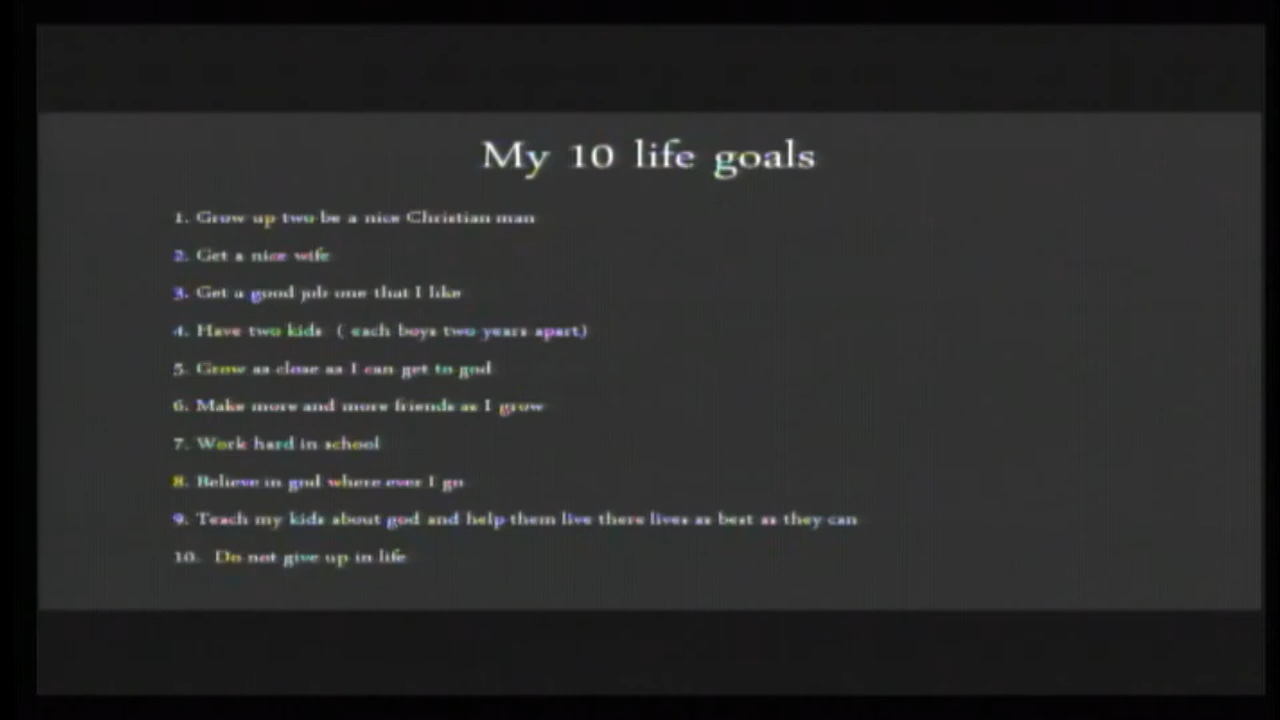 My 10 life goals
1. Grow up two be a nice Christian man
2. Get a nice wife
3. Get a good job one that I like
4. Have two kids ( each boys two years apart)
5. Grow as close as I can get to god
6. Make more and more friends as I grow
7. Work hard in school
8. Believe in god where ever I go
9. Teach my kids about god and help them live there lives as best as they can
10. Do not give up in life